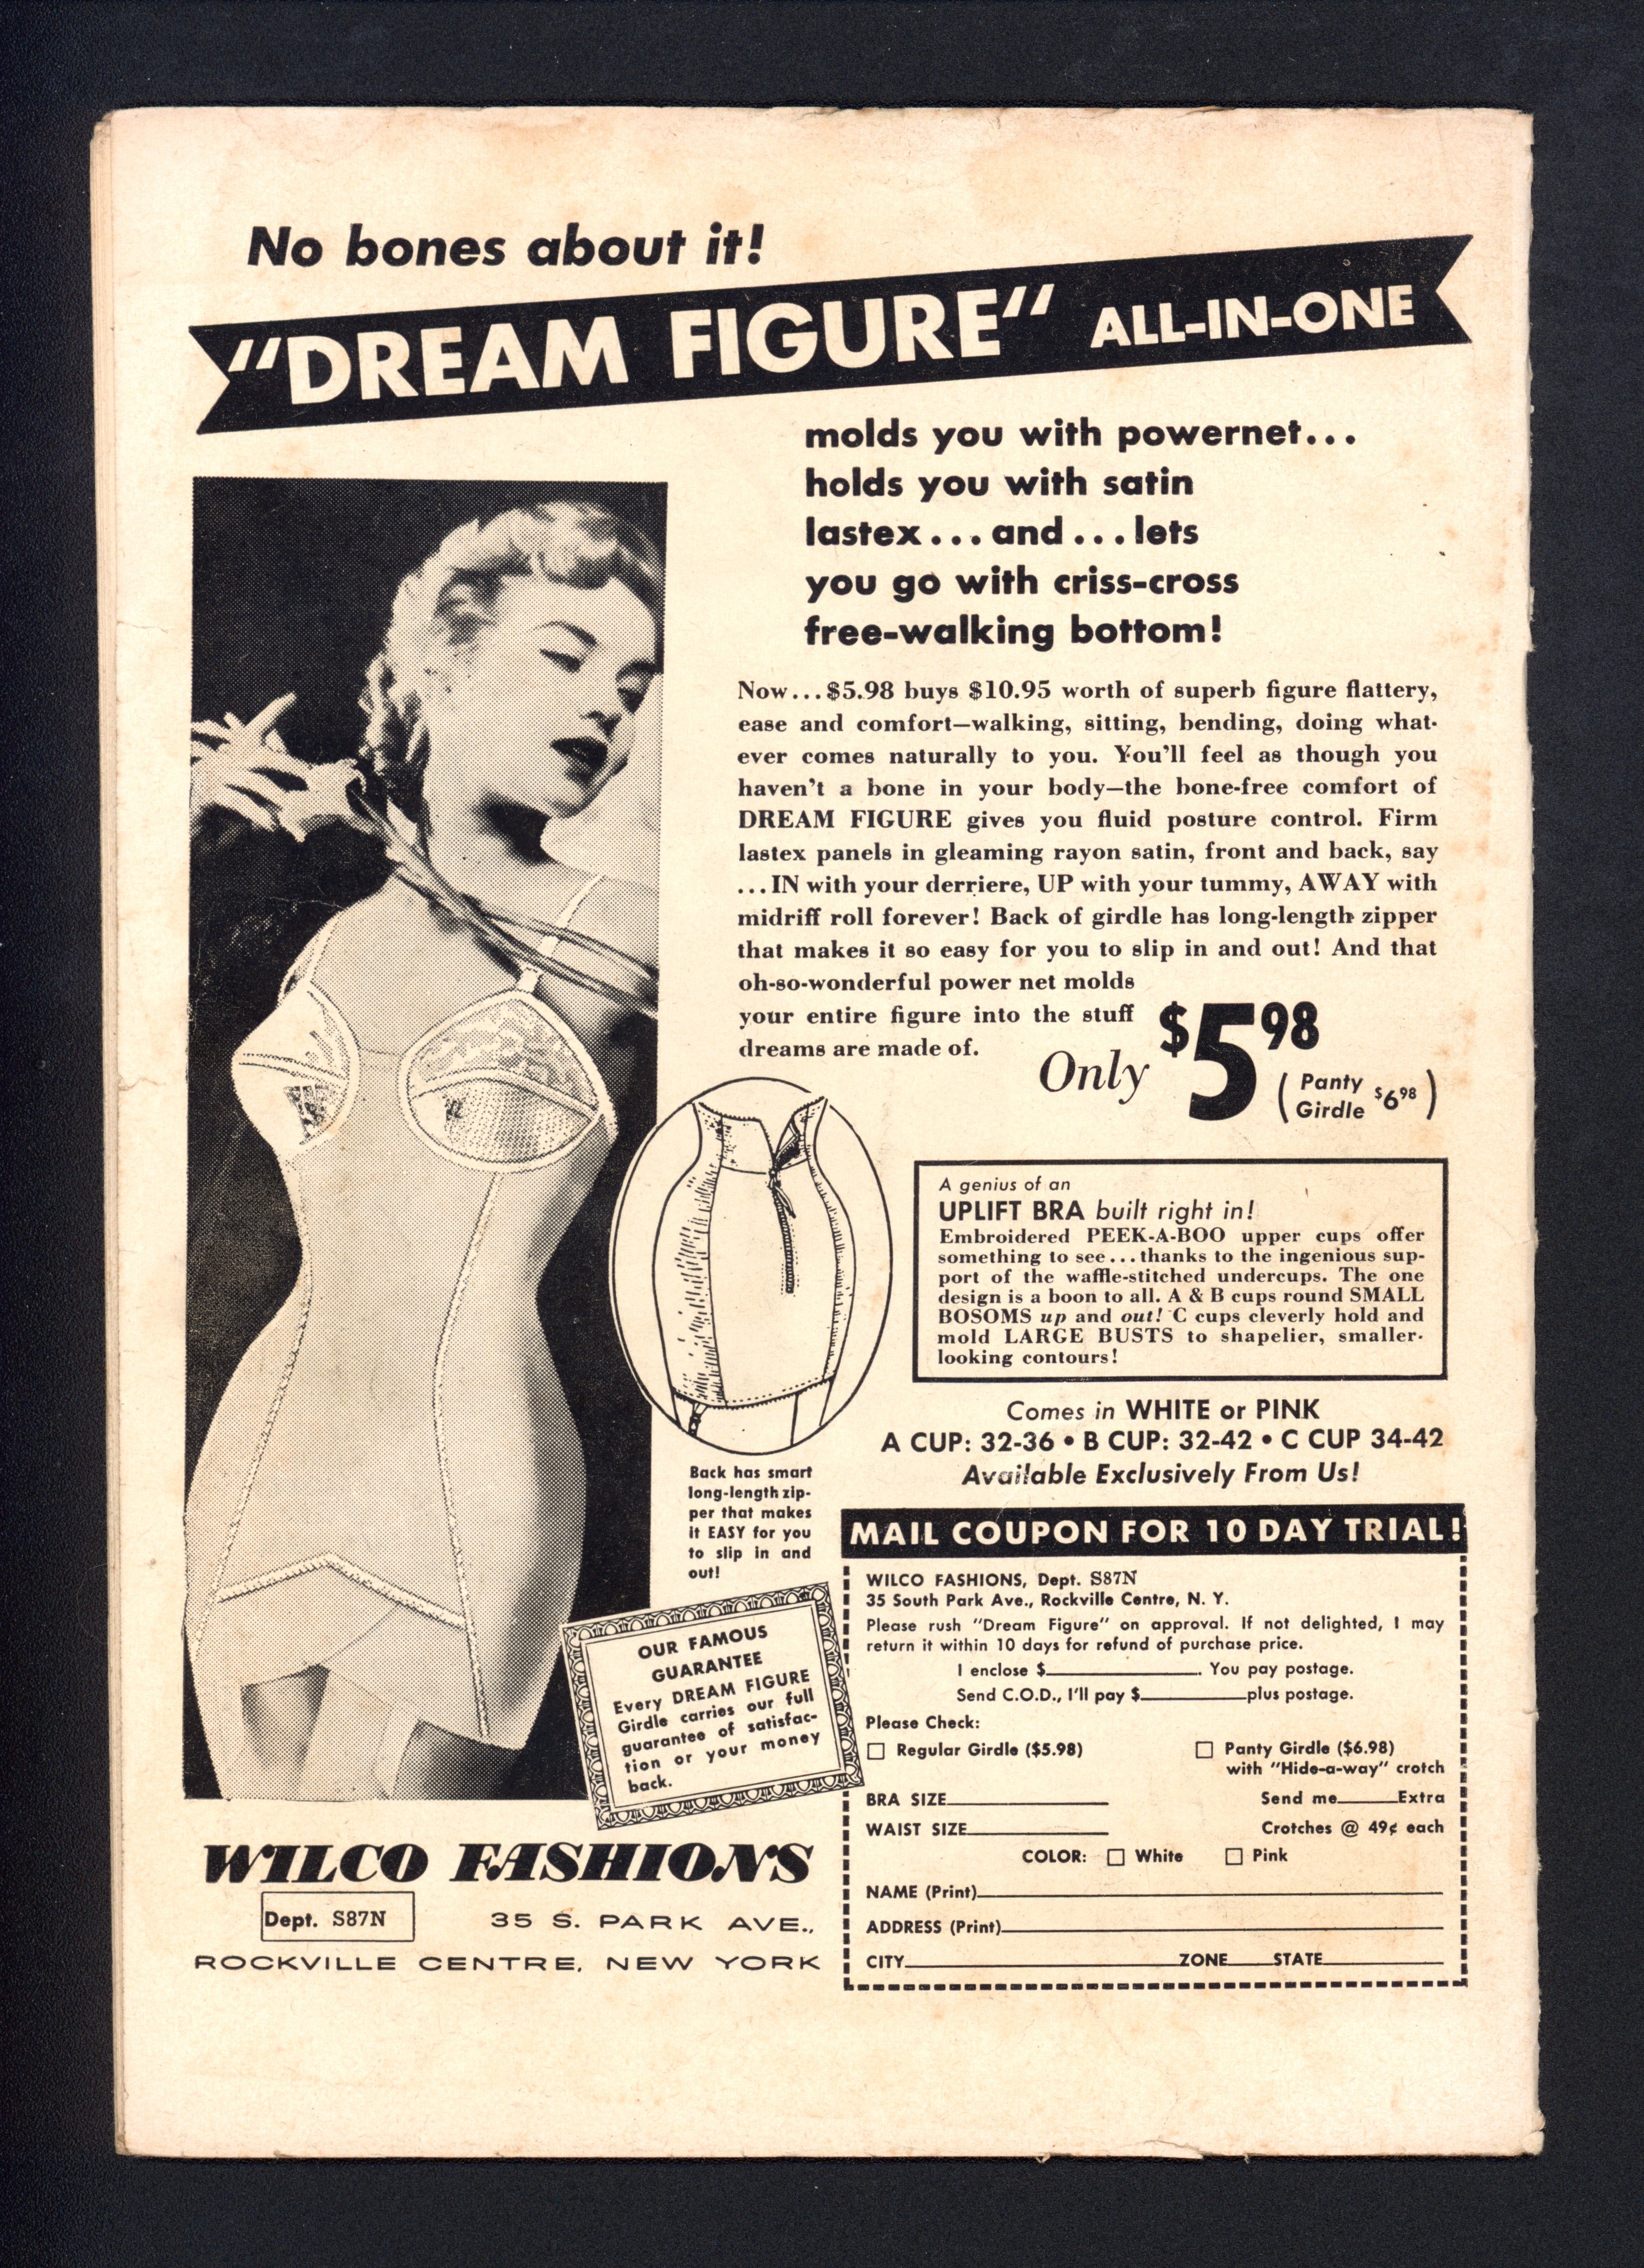 No bones about it!
"DREAM FIGURE" ALL-IN-ONE
molds you with powernet...
holds you with satin
lastex...and...lets
you go with criss-cross
free-walking bottom!
Now...$5.98 buys $10.95 worth of superb figure flattery,
ease and comfort—walking, sitting, bending, doing what-
ever comes naturally to you. You'll feel as though you
haven't a bone in your body—the bone-free comfort of
DREAM FIGURE gives you fluid posture control. Firm
lastex panels in gleaming rayon satin, front and back, say
...IN with your derriere, UP with your tummy, AWAY with
midriff roll forever! Back of girdle has long-length zipper
that makes it so easy for you to slip in and out! And that
oh-so-wonderful power net molds
your entire figure into the stuff
dreams are made of.
Only $5 98
(Panty Girdle $6 98)
A genius of an
UPLIFT BRA built right in!
Embroidered PEEK-A-BOO upper cups offer
something to see...thanks to the ingenious sup-
port of the waffle-stitched undercups. The one
design is a boon to all. A & B cups round SMALL
BOSOMS up and out! C cups cleverly hold and
mold LARGE BUSTS to shapelier, smaller-
looking contours!
Comes in WHITE or PINK
A CUP: 32-36 • B CUP: 32-42 • C CUP 34-42
Available Exclusively From Us!
Back has smart
long-length zip-
per that makes
it EASY for you
to slip in and
out!
OUR FAMOUS
GUARANTEE
Every DREAM FIGURE
Girdle carries our full
guarantee of satisfac-
tion or your money
back.
WILCO FASHIONS
Dept. S87N 35 S. PARK AVE.,
ROCKVILLE CENTRE, NEW YORK
MAIL COUPON FOR 10 DAY TRIAL!
WILCO FASHIONS, Dept. S87N
35 South Park Ave., Rockville Centre, N. Y.
Please rush "Dream Figure" on approval. If not delighted, I may
return it within 10 days for refund of purchase price.
I enclose $______. You pay postage.
Send C.O.D., I'll pay $______plus postage.
Please Check:
☐ Regular Girdle ($5.98) ☐ Panty Girdle ($6.98)
with "Hide-a-way" crotch
BRA SIZE______ Send me______Extra
WAIST SIZE______ Crotches @ 49¢ each
COLOR: ☐ White ☐ Pink
NAME (Print)______
ADDRESS (Print)______
CITY______ZONE______STATE______